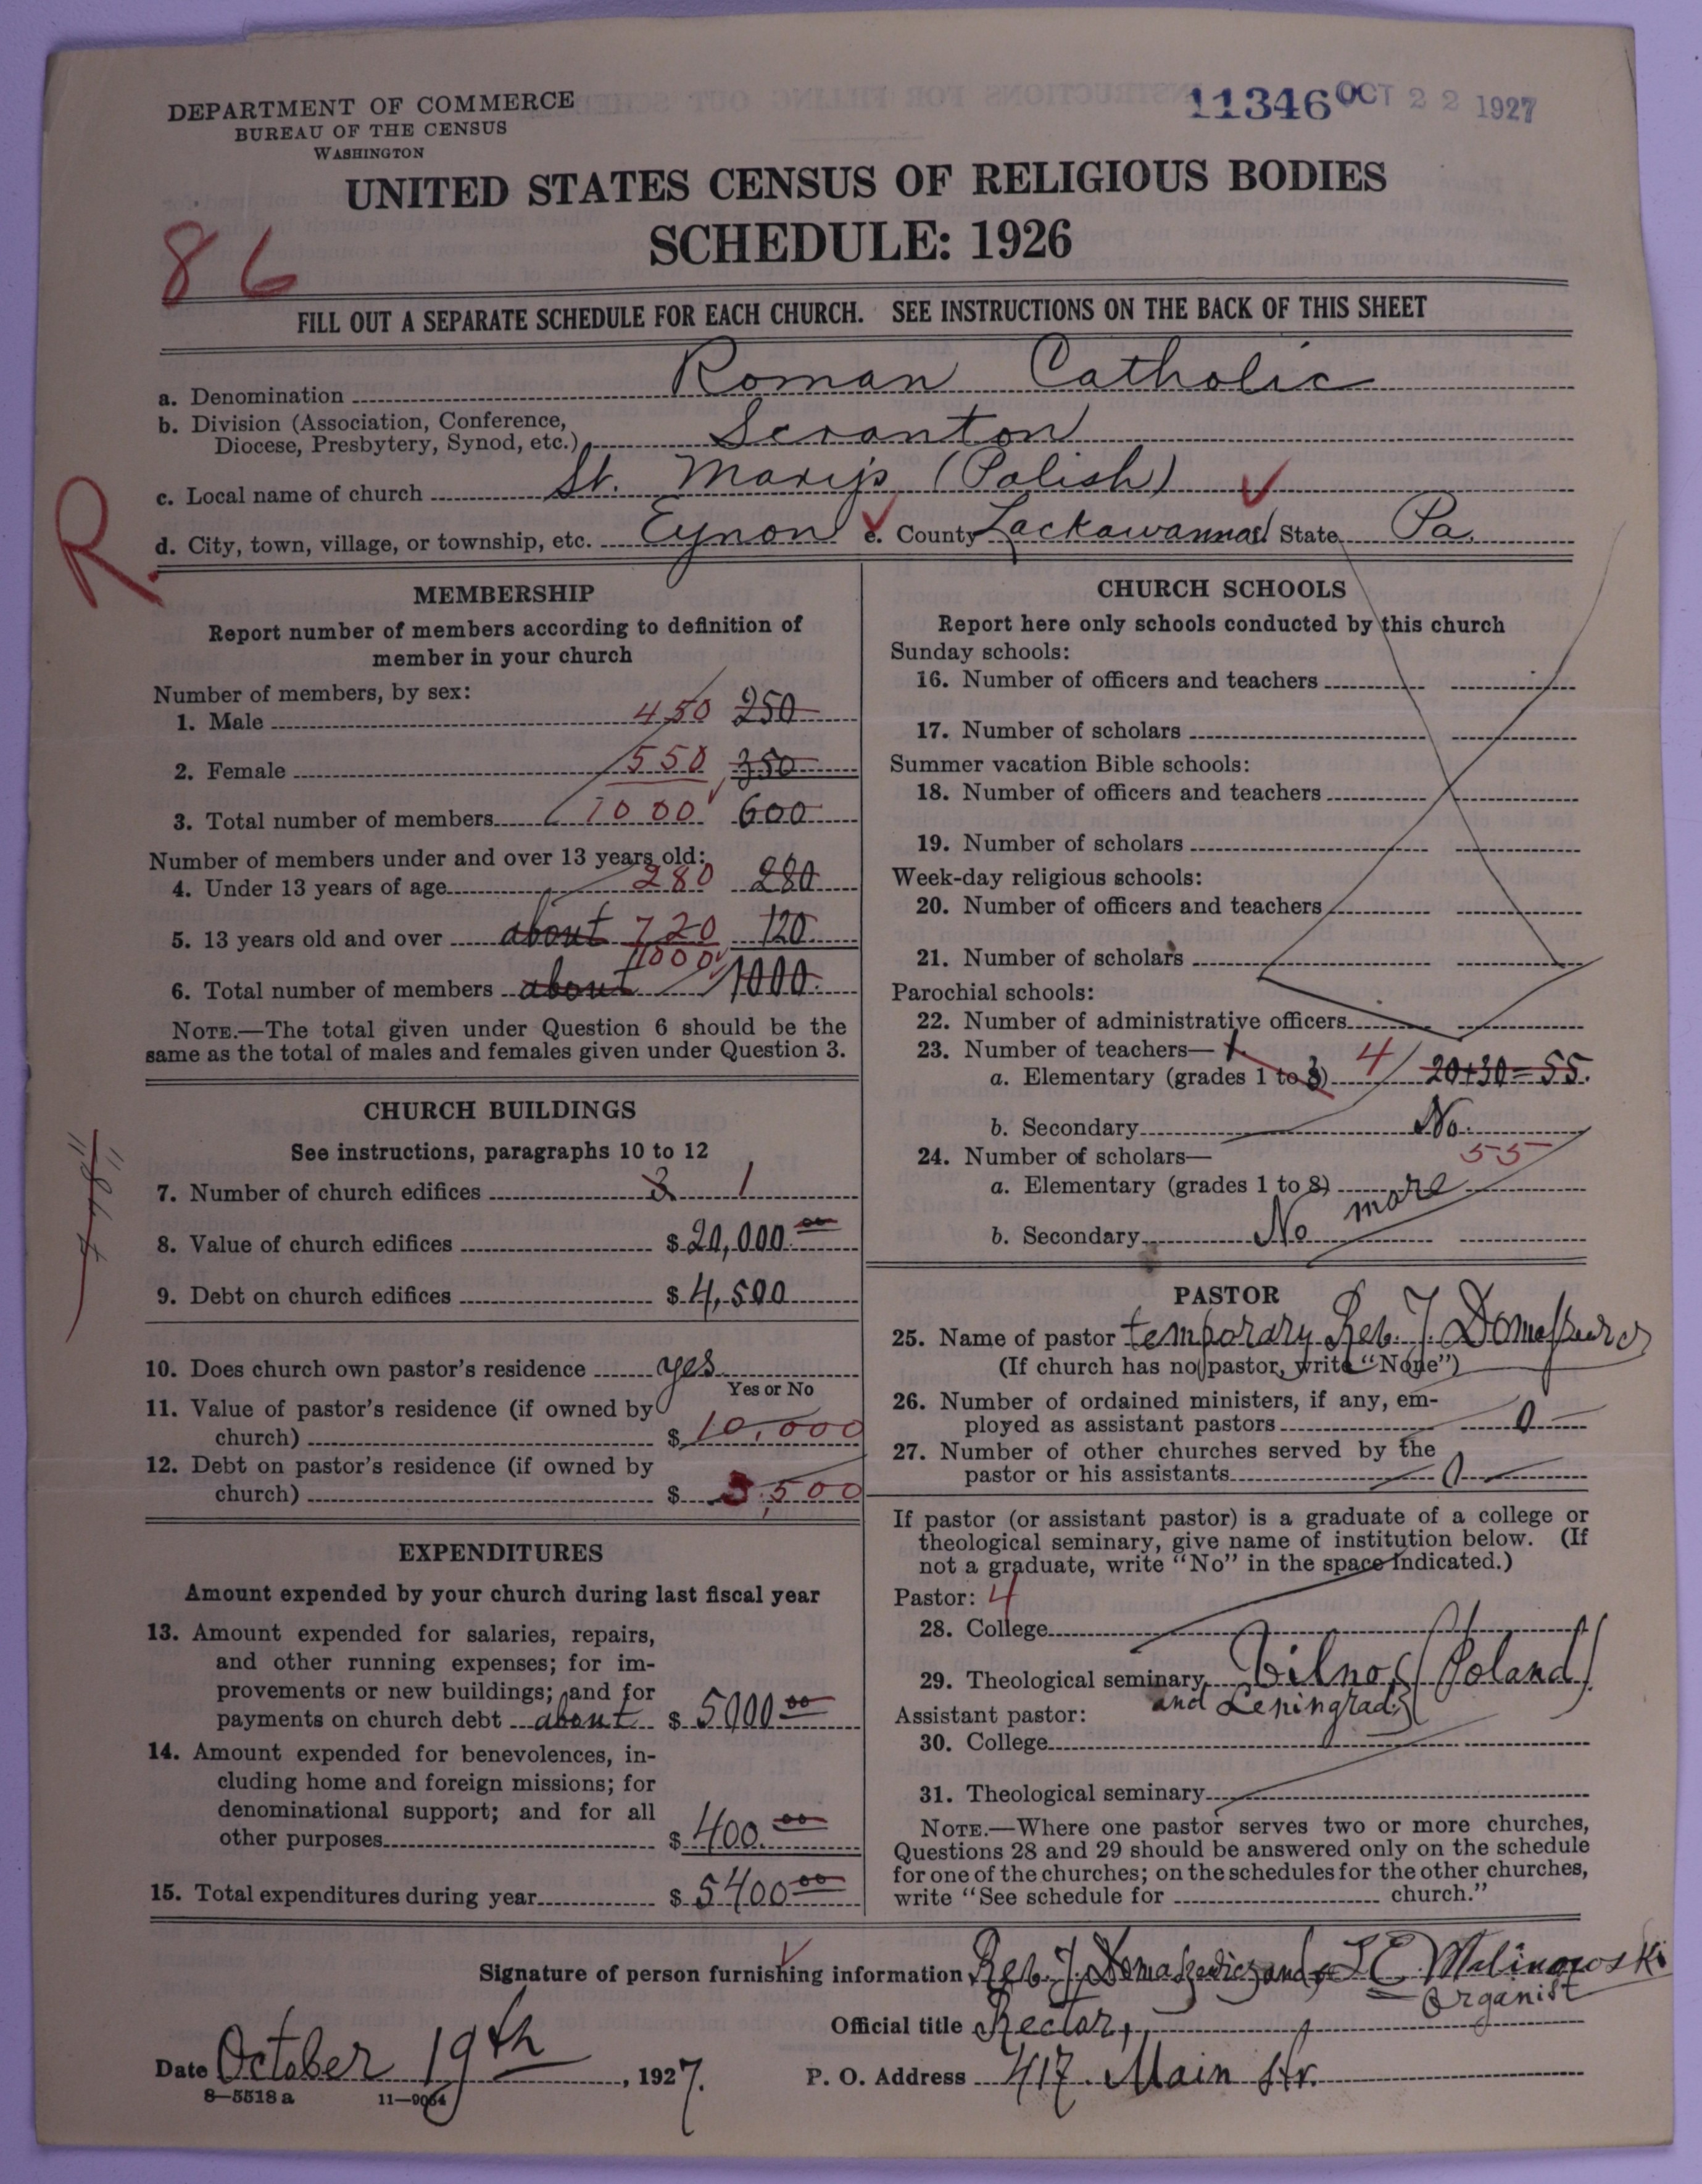 DEPARTMENT OF COMMERCE
BUREAU OF THE CENSUS
WASHINGTON
11346 OCT 22 1927
UNITED STATES CENSUS OF RELIGIOUS BODIES
SCHEDULE: 1926
86
FILL OUT A SEPARATE SCHEDULE FOR EACH CHURCH. SEE INSTRUCTIONS ON THE BACK OF THIS SHEET
a. Denomination Roman Catholic
b. Division (Association, Conference,
Diocese, Presbytery, Synod, etc.) Scranton
c. Local name of church St. Mary's (Polish)
d. City, town, village, or township, etc. Eynon e. County Lackawanna State Pa.
R.
MEMBERSHIP
Report number of members according to definition of
member in your church
Number of members, by sex:
1. Male 450 250
2. Female 550 350
3. Total number of members 1000 600
Number of members under and over 13 years old:
4. Under 13 years of age 280 280
5. 13 years old and over about 720 120
1000
6. Total number of members about 1000.
NOTE.—The total given under Question 6 should be the
same as the total of males and females given under Question 3.
CHURCH BUILDINGS
See instructions, paragraphs 10 to 12
7. Number of church edifices 1
8. Value of church edifices $ 20,000.00
9. Debt on church edifices $ 4,500
10. Does church own pastor's residence yes
Yes or No
11. Value of pastor's residence (if owned by
church) $ 10,000
12. Debt on pastor's residence (if owned by
church) $ 3,500
EXPENDITURES
Amount expended by your church during last fiscal year
13. Amount expended for salaries, repairs,
and other running expenses; for im-
provements or new buildings; and for
payments on church debt about $ 5000.00
14. Amount expended for benevolences, in-
cluding home and foreign missions; for
denominational support; and for all
other purposes $ 400.00
15. Total expenditures during year $ 5400.00
CHURCH SCHOOLS
Report here only schools conducted by this church
Sunday schools:
16. Number of officers and teachers
17. Number of scholars
Summer vacation Bible schools:
18. Number of officers and teachers
19. Number of scholars
Week-day religious schools:
20. Number of officers and teachers
21. Number of scholars
Parochial schools:
22. Number of administrative officers
23. Number of teachers— 1.
a. Elementary (grades 1 to 8) 4 20+30=55.
b. Secondary No.
24. Number of scholars— 55
a. Elementary (grades 1 to 8) more
b. Secondary No
PASTOR
25. Name of pastor temporary Rev. J.
(If church has no pastor, write "None")
26. Number of ordained ministers, if any, em-
ployed as assistant pastors 0
27. Number of other churches served by the
pastor or his assistants 0
If pastor (or assistant pastor) is a graduate of a college or
theological seminary, give name of institution below. (If
not a graduate, write "No" in the space indicated.)
Pastor: 4
28. College
29. Theological seminary Vilno (Poland)
and Leningrad
Assistant pastor:
30. College
31. Theological seminary
NOTE.—Where one pastor serves two or more churches,
Questions 28 and 29 should be answered only on the schedule
for one of the churches; on the schedules for the other churches,
write "See schedule for church."
Signature of person furnishing information Rev. J. Domaszewicz and L E. Malinowski
Organist
Official title Rector,
Date October 19th, 1927.
P. O. Address 417 Main Str.
8—5518 a 11—9064